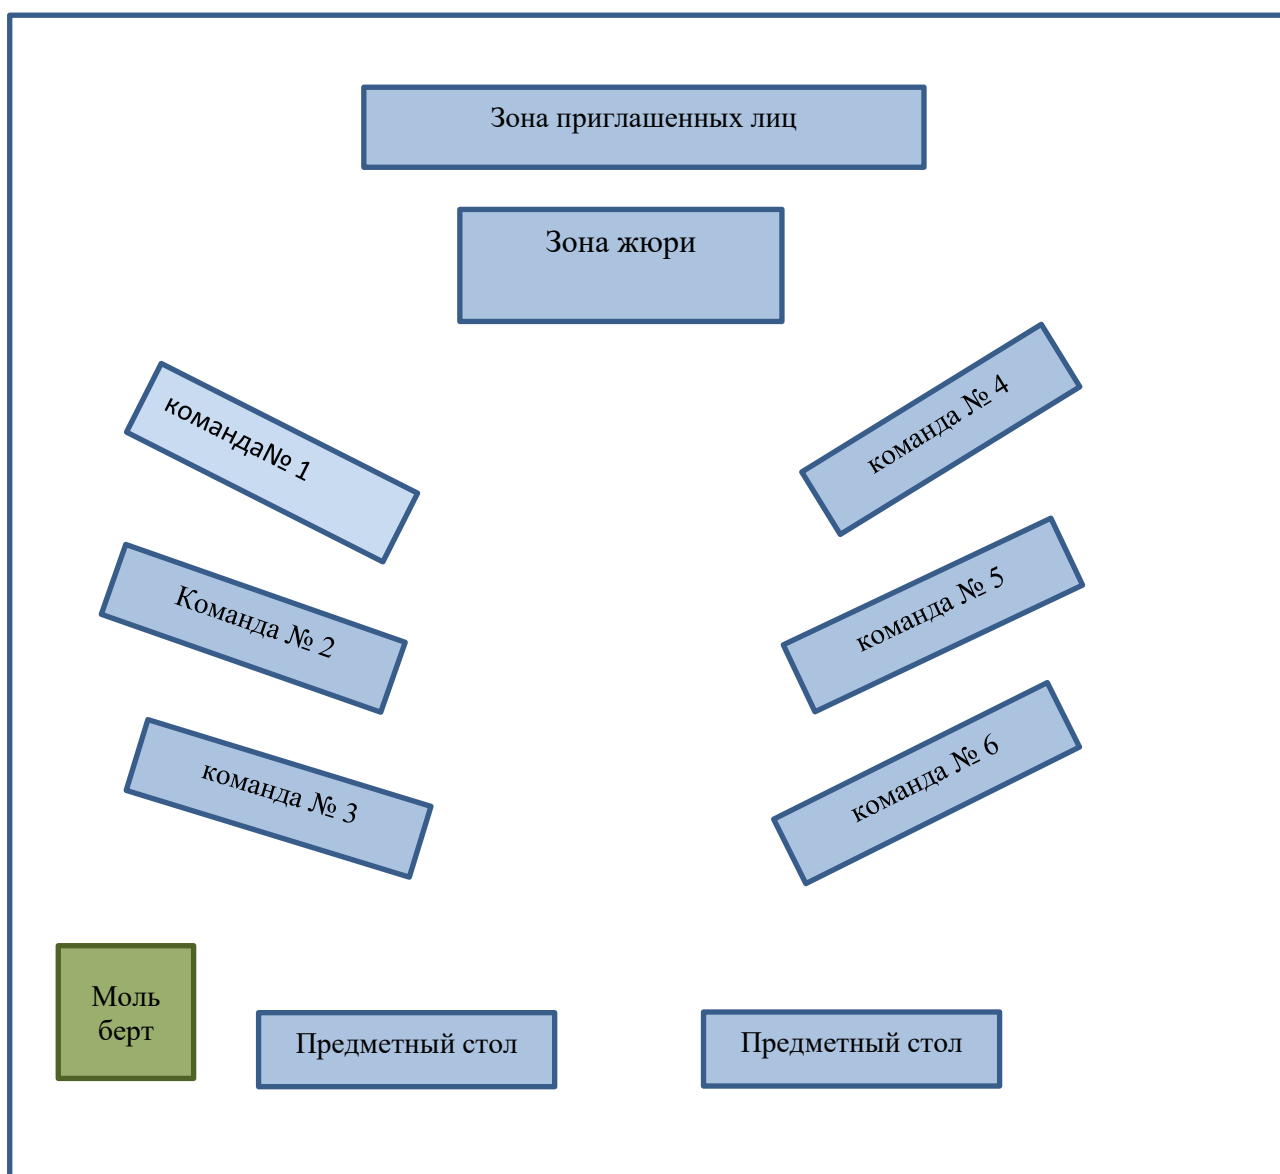 Зона приглашенных лиц
Зона жюри
команда№ 1
команда № 4
Команда № 2
команда № 5
команда № 3
команда № 6
Моль
берт
Предметный стол
Предметный стол